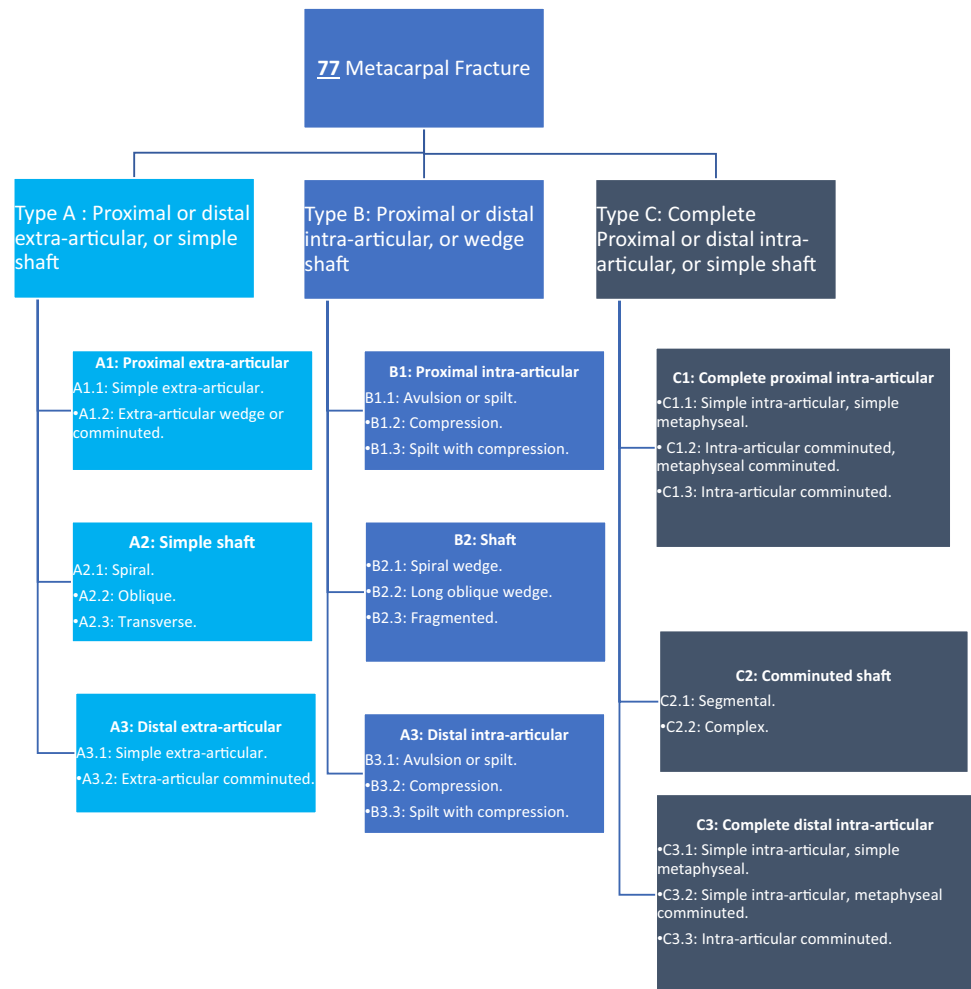 77 Metacarpal Fracture
Type A : Proximal or distal
extra-articular, or simple
shaft
A1: Proximal extra-articular
A1.1: Simple extra-articular.
•A1.2: Extra-articular wedge or
comminuted.
A2: Simple shaft
A2.1: Spiral.
•A2.2: Oblique.
•A2.3: Transverse.
A3: Distal extra-articular
A3.1: Simple extra-articular.
•A3.2: Extra-articular comminuted.
Type B: Proximal or distal
intra-articular, or wedge
shaft
B1: Proximal intra-articular
B1.1: Avulsion or spilt.
•B1.2: Compression.
•B1.3: Spilt with compression.
B2: Shaft
•B2.1: Spiral wedge.
•B2.2: Long oblique wedge.
•B2.3: Fragmented.
A3: Distal intra-articular
B3.1: Avulsion or spilt.
•B3.2: Compression.
•B3.3: Spilt with compression.
Type C: Complete
Proximal or distal intra-
articular, or simple shaft
C1: Complete proximal intra-articular
•C1.1: Simple intra-articular, simple
metaphyseal.
• C1.2: Intra-articular comminuted,
metaphyseal comminuted.
•C1.3: Intra-articular comminuted.
C2: Comminuted shaft
C2.1: Segmental.
•C2.2: Complex.
C3: Complete distal intra-articular
•C3.1: Simple intra-articular, simple
metaphyseal.
•C3.2: Simple intra-articular, metaphyseal
comminuted.
•C3.3: Intra-articular comminuted.